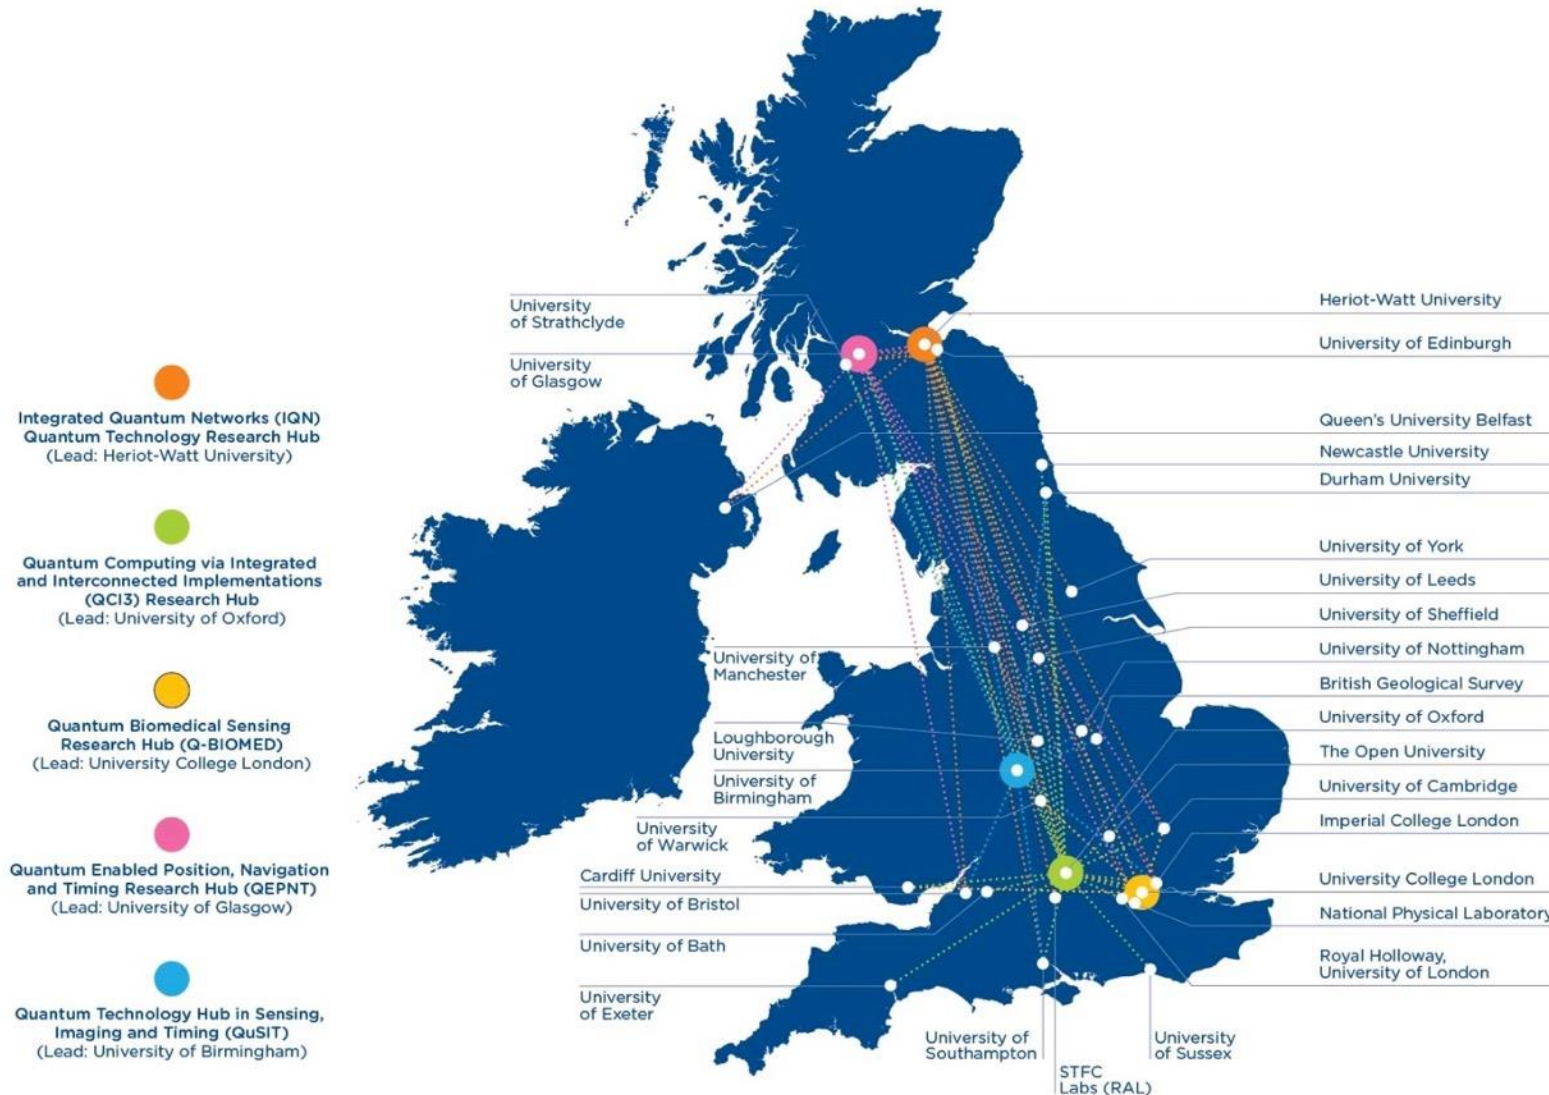 Integrated Quantum Networks (IQN)
Quantum Technology Research Hub
(Lead: Heriot-Watt University)
Quantum Computing via Integrated
and Interconnected Implementations
(QCI3) Research Hub
(Lead: University of Oxford)
Quantum Biomedical Sensing
Research Hub (Q-BIOMED)
(Lead: University College London)
Quantum Enabled Position, Navigation
and Timing Research Hub (QEPNT)
(Lead: University of Glasgow)
Quantum Technology Hub in Sensing,
Imaging and Timing (QuSIT)
(Lead: University of Birmingham)
University
of Strathclyde
University
of Glasgow
University of
Manchester
Loughborough
University
University of
Birmingham
University
of Warwick
Cardiff University
University of Bristol
University of Bath
University
of Exeter
University of
Southampton
STFC
Labs (RAL)
University
of Sussex
Heriot-Watt University
University of Edinburgh
Queen's University Belfast
Newcastle University
Durham University
University of York
University of Leeds
University of Sheffield
University of Nottingham
British Geological Survey
University of Oxford
The Open University
University of Cambridge
Imperial College London
University College London
National Physical Laboratory
Royal Holloway,
University of London